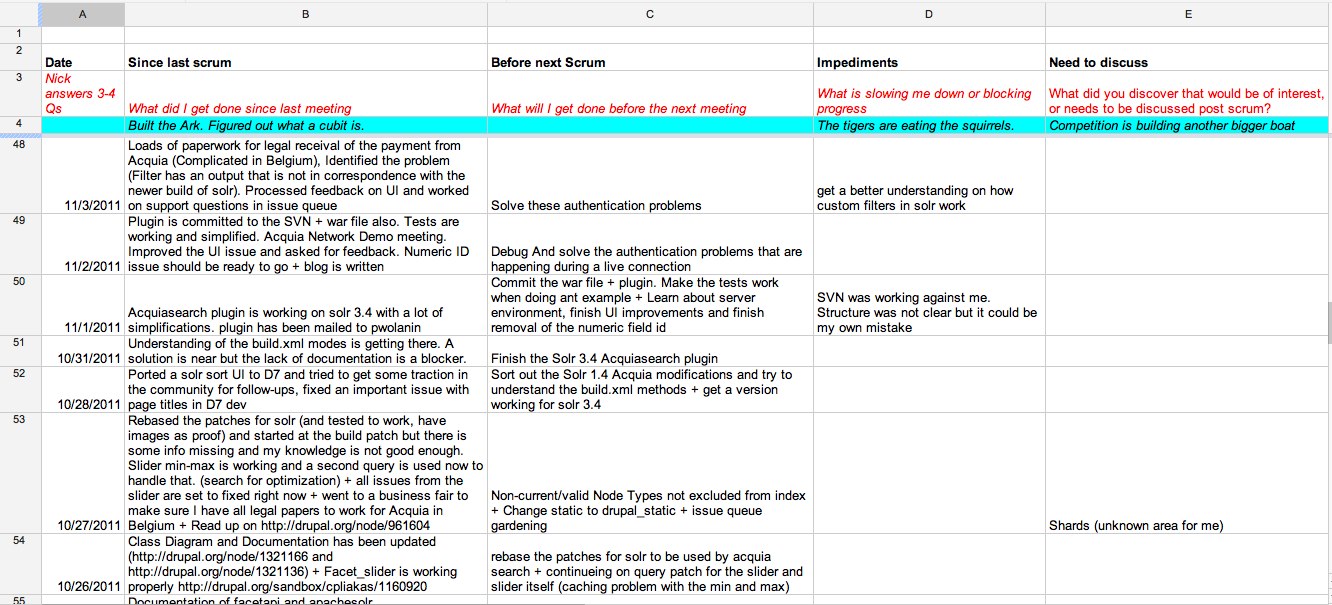 A B C D E
1
2
Date Since last scrum Before next Scrum Impediments Need to discuss
3
Nick
answers 3-4
Qs
What did I get done since last meeting
What will I get done before the next meeting
What is slowing me down or blocking
progress
What did you discover that would be of interest,
or needs to be discussed post scrum?
4
Built the Ark. Figured out what a cubit is.
The tigers are eating the squirrels.
Competition is building another bigger boat
48
11/3/2011
Loads of paperwork for legal receival of the payment from
Acquia (Complicated in Belgium), Identified the problem
(Filter has an output that is not in correspondence with the
newer build of solr). Processed feedback on UI and worked
on support questions in issue queue
Solve these authentication problems
get a better understanding on how
custom filters in solr work
49
11/2/2011
Plugin is committed to the SVN + war file also. Tests are
working and simplified. Acquia Network Demo meeting.
Improved the UI issue and asked for feedback. Numeric ID
issue should be ready to go + blog is written
Debug And solve the authentication problems that are
happening during a live connection
50
11/1/2011
Acquiasearch plugin is working on solr 3.4 with a lot of
simplifications. plugin has been mailed to pwolanin
Commit the war file + plugin. Make the tests work
when doing ant example + Learn about server
environment, finish UI improvements and finish
removal of the numeric field id
SVN was working against me.
Structure was not clear but it could be
my own mistake
51
10/31/2011
Understanding of the build.xml modes is getting there. A
solution is near but the lack of documentation is a blocker.
Finish the Solr 3.4 Acquiasearch plugin
52
10/28/2011
Ported a solr sort UI to D7 and tried to get some traction in
the community for follow-ups, fixed an important issue with
page titles in D7 dev
Sort out the Solr 1.4 Acquia modifications and try to
understand the build.xml methods + get a version
working for solr 3.4
53
10/27/2011
Rebased the patches for solr (and tested to work, have
images as proof) and started at the build patch but there is
some info missing and my knowledge is not good enough.
Slider min-max is working and a second query is used now to
handle that. (search for optimization) + all issues from the
slider are set to fixed right now + went to a business fair to
make sure I have all legal papers to work for Acquia in
Belgium + Read up on http://drupal.org/node/961604
Non-current/valid Node Types not excluded from index
+ Change static to drupal_static + issue queue
gardening
Shards (unknown area for me)
54
10/26/2011
Class Diagram and Documentation has been updated
(http://drupal.org/node/1321166 and
http://drupal.org/node/1321136) + Facet_slider is working
properly http://drupal.org/sandbox/cpliakas/1160920
rebase the patches for solr to be used by acquia
search + continueing on query patch for the slider and
slider itself (caching problem with the min and max)
55
Documentation of facetapi and apachesolr